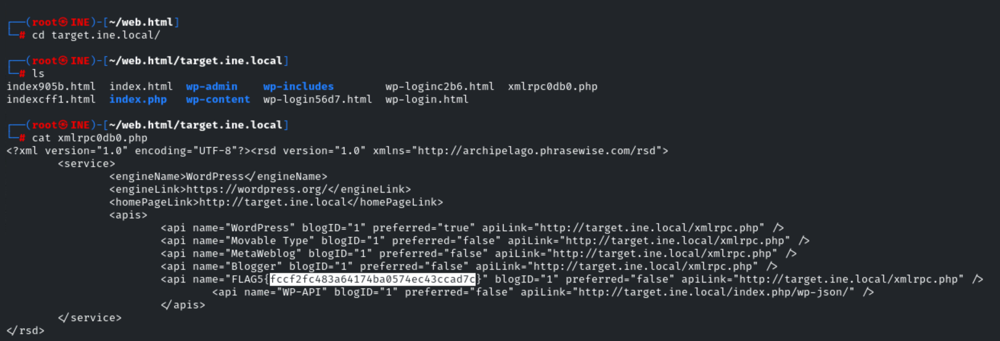 ┌──(root㉿INE)-[~/web.html]
└─# cd target.ine.local/
┌──(root㉿INE)-[~/web.html/target.ine.local]
└─# ls
index905b.html  index.html  wp-admin    wp-includes        wp-loginc2b6.html  xmlrpc0db0.php
indexcff1.html  index.php   wp-content  wp-login56d7.html  wp-login.html
┌──(root㉿INE)-[~/web.html/target.ine.local]
└─# cat xmlrpc0db0.php
<?xml version="1.0" encoding="UTF-8"?><rsd version="1.0" xmlns="http://archipelago.phrasewise.com/rsd">
        <service>
                <engineName>WordPress</engineName>
                <engineLink>https://wordpress.org/</engineLink>
                <homePageLink>http://target.ine.local</homePageLink>
                <apis>
                        <api name="WordPress" blogID="1" preferred="true" apiLink="http://target.ine.local/xmlrpc.php" />
                        <api name="Movable Type" blogID="1" preferred="false" apiLink="http://target.ine.local/xmlrpc.php" />
                        <api name="MetaWeblog" blogID="1" preferred="false" apiLink="http://target.ine.local/xmlrpc.php" />
                        <api name="Blogger" blogID="1" preferred="false" apiLink="http://target.ine.local/xmlrpc.php" />
                        <api name="FLAG5{fccf2fc483a64174ba0574ec43ccad7c}" blogID="1" preferred="false" apiLink="http://target.ine.local/xmlrpc.php" />
                                <api name="WP-API" blogID="1" preferred="false" apiLink="http://target.ine.local/index.php/wp-json/" />
                        </apis>
        </service>
</rsd>